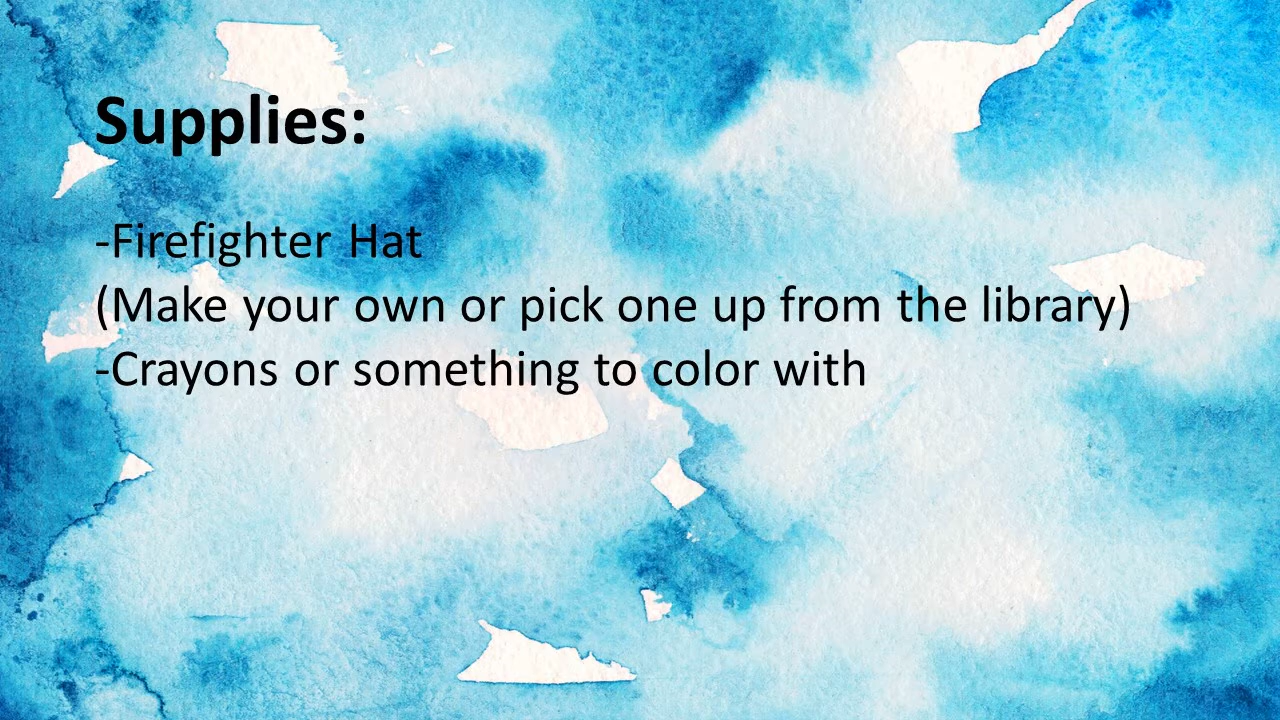 Supplies:
-Firefighter Hat
(Make your own or pick one up from the library)
-Crayons or something to color with